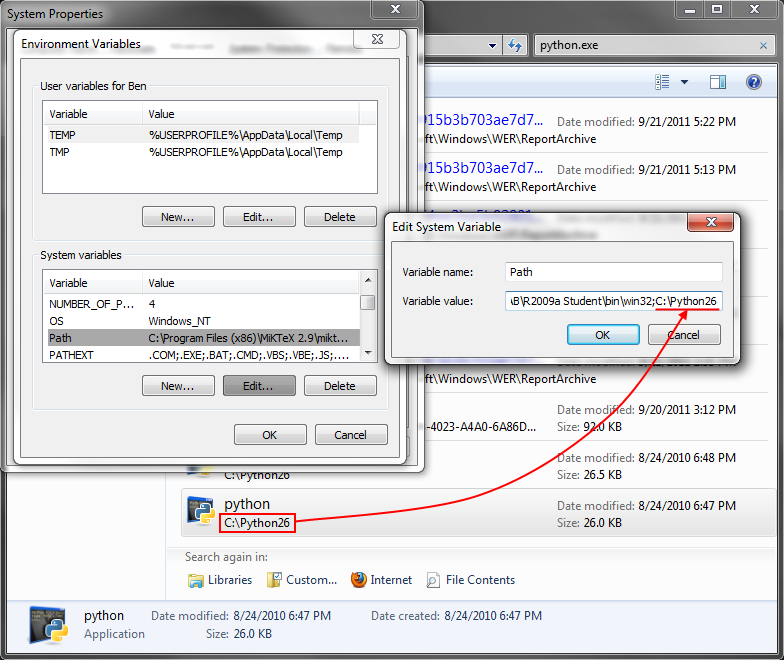 System Properties
Environment Variables
User variables for Ben
Variable Value
TEMP %USERPROFILE%\AppData\Local\Temp
TMP %USERPROFILE%\AppData\Local\Temp
New... Edit... Delete
System variables
Variable Value
NUMBER_OF_P... 4
OS Windows_NT
Path C:\Program Files (x86)\MiKTeX 2.9\mikt...
PATHEXT .COM;.EXE;.BAT;.CMD;.VBS;.VBE;.JS;....
New... Edit... Delete
OK Cancel
python.exe
915b3b703ae7d7... Date modified: 9/21/2011 5:22 PM
ft\Windows\WER\ReportArchive
915b3b703ae7d7... Date modified: 9/21/2011 5:13 PM
ft\Windows\WER\ReportArchive
Edit System Variable
Variable name: Path
Variable value: \B\R2009a Student\bin\win32;C:\Python26
OK Cancel
ft\Windows\WER\ReportArchive
-4023-A4A0-6A86D... Date modified: 9/20/2011 3:12 PM
Size: 92.0 KB
Date modified: 8/24/2010 6:48 PM
C:\Python26 Size: 26.5 KB
python Date modified: 8/24/2010 6:47 PM
C:\Python26 Size: 26.0 KB
Search again in:
Libraries Custom... Internet File Contents
python Date modified: 8/24/2010 6:47 PM Date created: 8/24/2010 6:47 PM
Application Size: 26.0 KB